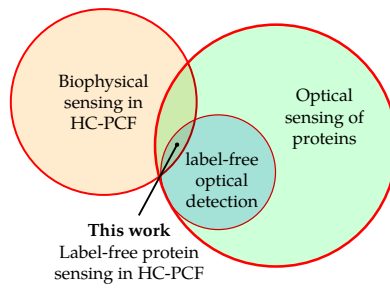 Biophysical
sensing in
HC-PCF
Optical
sensing of
proteins
label-free
optical
detection
This work
Label-free protein
sensing in HC-PCF